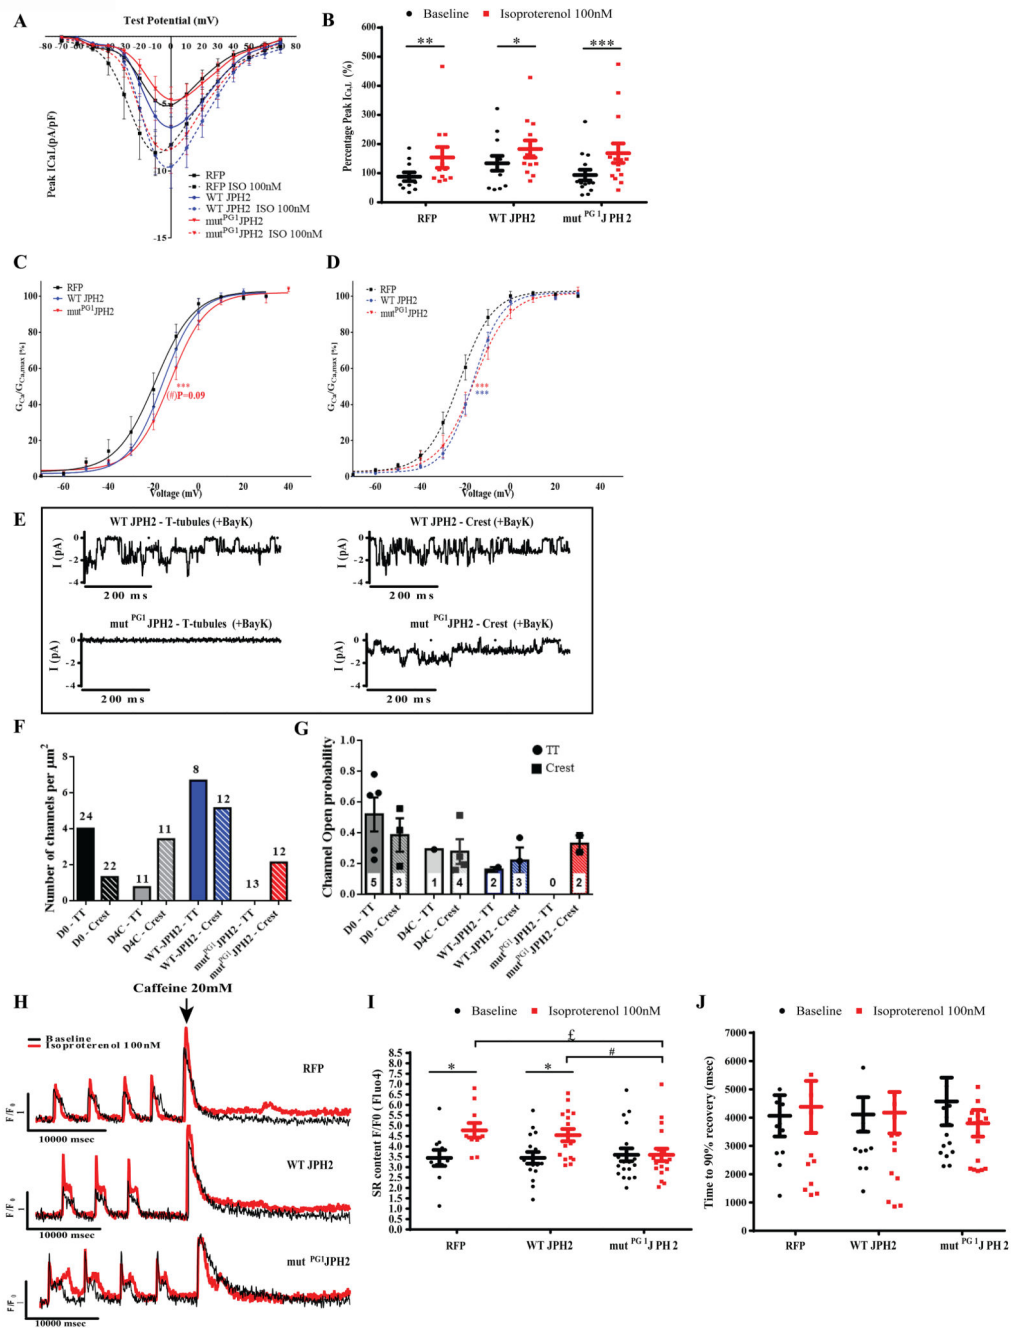 A
Test Potential (mV)
-80 -70 -60 -50 -40 -30 -20 -10 0 10 20 30 40 50 60 70 80
Peak ICaL(pA/pF)
-5
-10
-15
RFP
RFP ISO 100nM
WT JPH2
WT JPH2 ISO 100nM
mutPG1JPH2
mutPG1JPH2 ISO 100nM
B
Baseline Isoproterenol 100nM
Percentage Peak ICa,L (%)
600
500
400
300
200
100
0
** * ***
RFP WT JPH2 mut PG1JPH2
C
RFP
WT JPH2
mutPG1JPH2
GCa/GCa,max [%]
100
80
60
40
20
0
***
(#)P=0.09
-60 -40 -20 0 20 40
Voltage (mV)
D
RFP
WT JPH2
mutPG1JPH2
GCa/GCa,max [%]
100
80
60
40
20
0
***
***
-60 -40 -20 0 20 40
Voltage (mV)
E
WT JPH2 - T-tubules (+BayK)
I (pA)
0
-2
-4
200 ms
WT JPH2 - Crest (+BayK)
I (pA)
0
-2
-4
200 ms
mut PG1JPH2 - T-tubules (+BayK)
I (pA)
0
-2
-4
200 ms
mut PG1JPH2 - Crest (+BayK)
I (pA)
0
-2
-4
200 ms
F
Number of channels per µm2
8
6
4
2
0
24 22 11 11 8 12 13 12
D0 - TT
D0 - Crest
D4C - TT
D4C - Crest
WT-JPH2 - TT
WT-JPH2 - Crest
mutPG1JPH2 - TT
mutPG1JPH2 - Crest
G
TT
Crest
Channel Open probability
1.0
0.8
0.6
0.4
0.2
0.0
5 3 1 4 2 3 0 2
D0 - TT
D0 - Crest
D4C - TT
D4C - Crest
WT-JPH2 - TT
WT-JPH2 - Crest
mutPG1JPH2 - TT
mutPG1JPH2 - Crest
H
Caffeine 20mM
Baseline
Isoproterenol 100nM
RFP
F/F0
1
10000 msec
WT JPH2
F/F0
1
10000 msec
mut PG1JPH2
F/F0
1
10000 msec
I
Baseline Isoproterenol 100nM
SR content F/F0 (Fluo4)
8.5
8.0
7.5
7.0
6.5
6.0
5.5
5.0
4.5
4.0
3.5
3.0
2.5
2.0
1.5
1.0
0.5
0.0
£
#
* *
RFP WT JPH2 mut PG1JPH2
J
Baseline Isoproterenol 100nM
Time to 90% recovery (msec)
7000
6000
5000
4000
3000
2000
1000
0
RFP WT JPH2 mut PG1JPH2